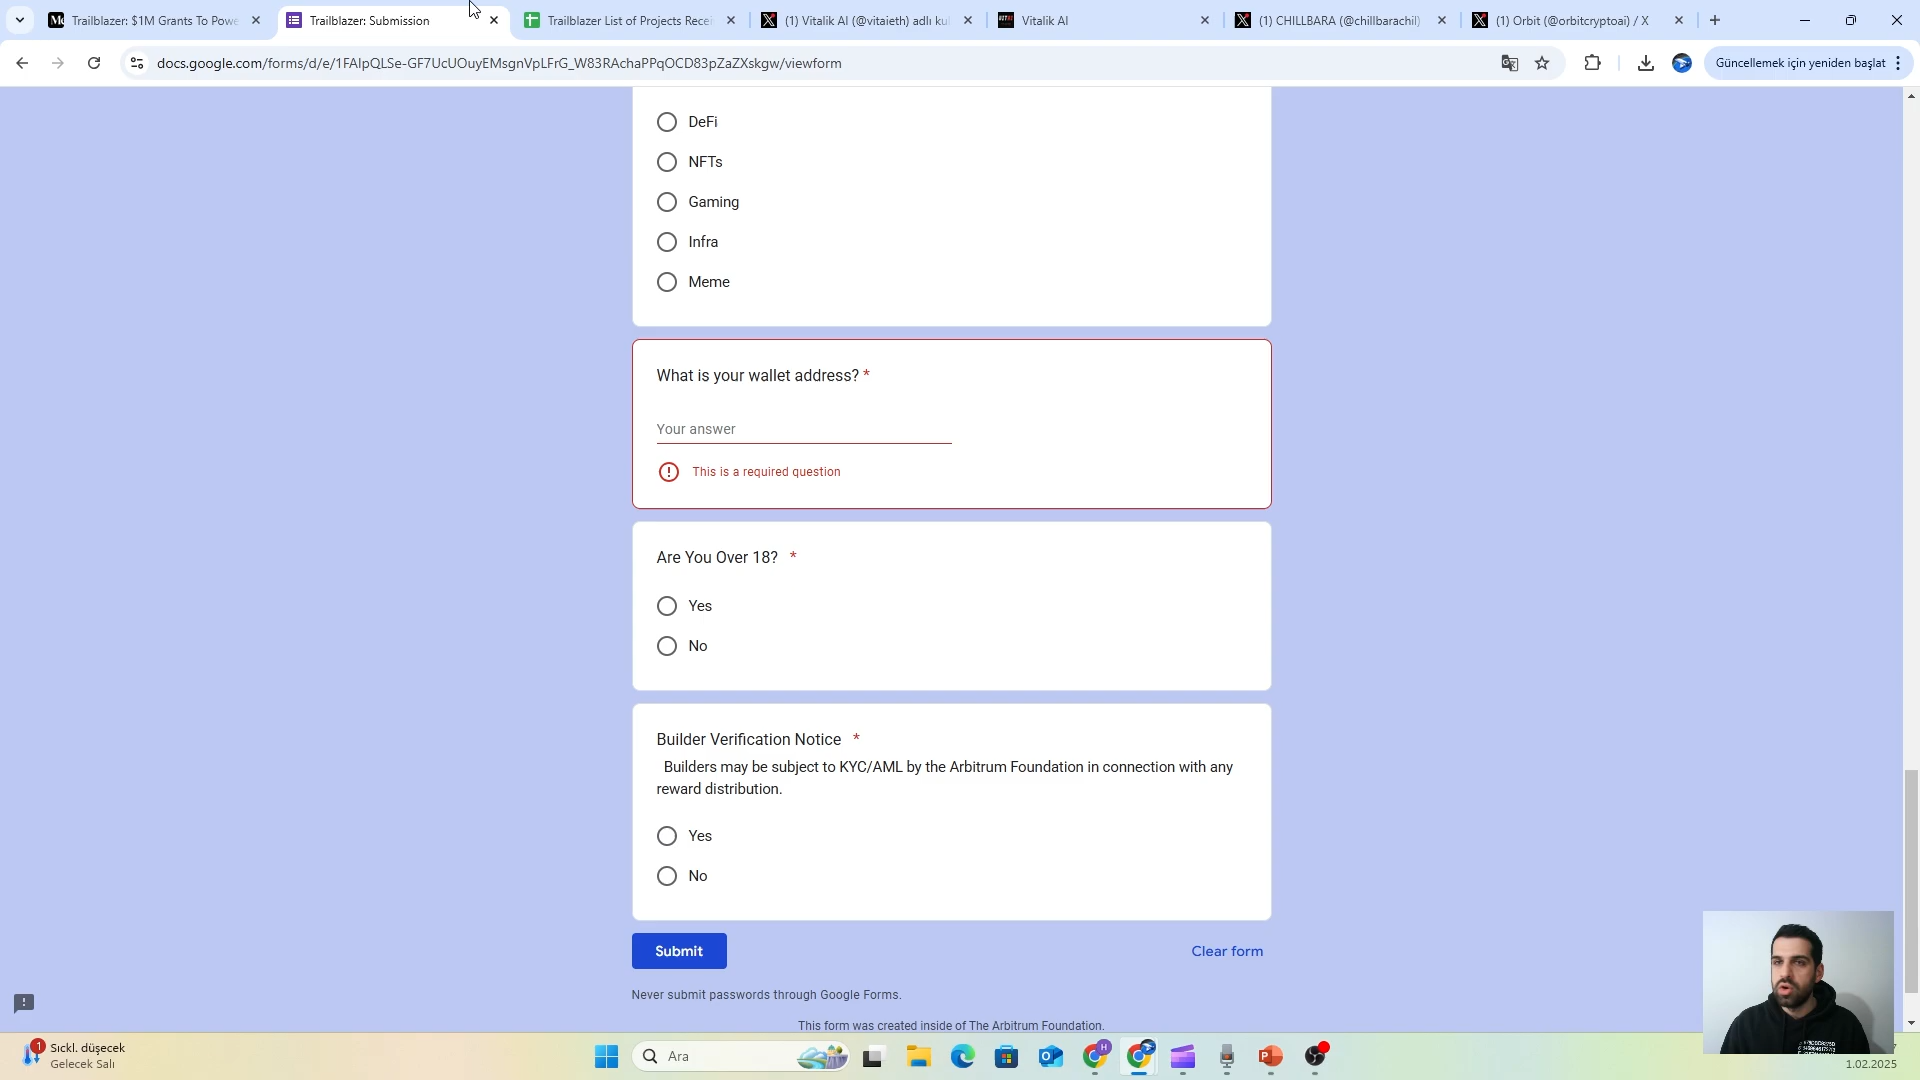 Trailblazer: $1M Grants To Powe
Trailblazer: Submission
Trailblazer List of Projects Recei
(1) Vitalik AI (@vitaieth) adlı kul
Vitalik AI
(1) CHILLBARA (@chillbarachil)
(1) Orbit (@orbitcryptoai) / X
docs.google.com/forms/d/e/1FAIpQLSe-GF7UcUOuyEMsgnVpLFrG_W83RAchaPPqOCD83pZaZXskgw/viewform
Güncellemek için yeniden başlat
DeFi
NFTs
Gaming
Infra
Meme
What is your wallet address? *
Your answer
This is a required question
Are You Over 18? *
Yes
No
Builder Verification Notice *
Builders may be subject to KYC/AML by the Arbitrum Foundation in connection with any
reward distribution.
Yes
No
Submit
Clear form
Never submit passwords through Google Forms.
This form was created inside of The Arbitrum Foundation.
1
Sıckl. düşecek
Gelecek Salı
Ara
1.02.2025